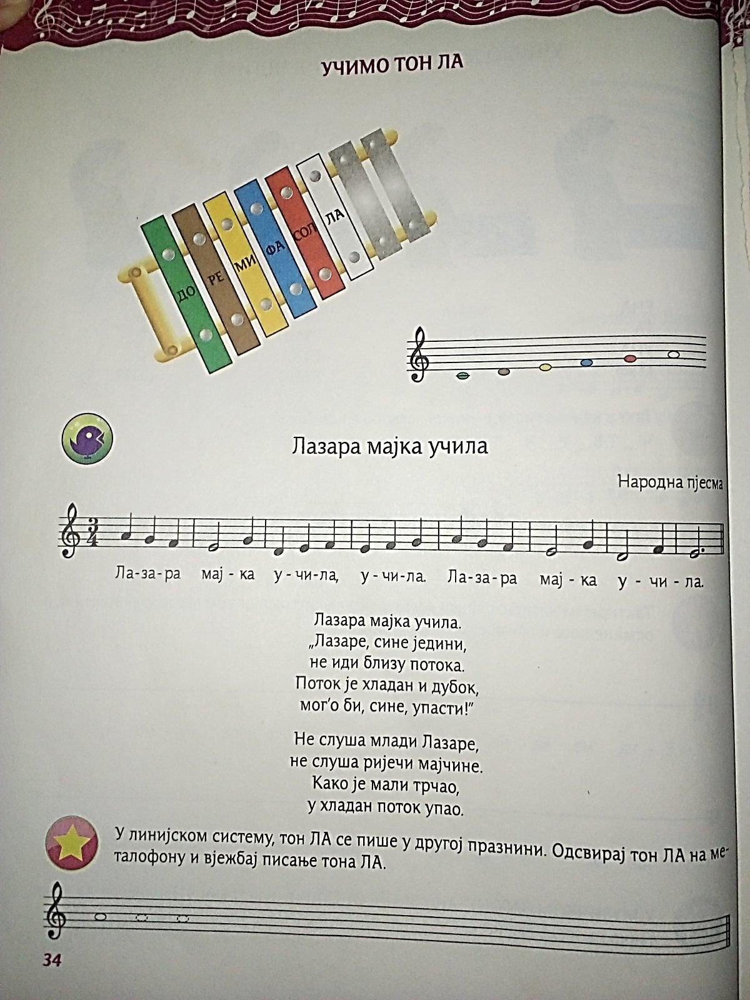 УЧИМО ТОН ЛА
ДО
РЕ
МИ
ФА
СОЛ
ЛА
Лазара мајка учила
Народна пјесма
3
4
Ла-за-ра мај - ка у-чи-ла, у-чи-ла. Ла-за-ра мај - ка у - чи - ла.
Лазара мајка учила.
„Лазаре, сине једини,
не иди близу потока.
Поток је хладан и дубок,
мог’о би, сине, упасти!”
Не слуша млади Лазаре,
не слуша ријечи мајчине.
Како је мали трчао,
у хладан поток упао.
У линијском систему, тон ЛА се пише у другој празнини. Одсвирај тон ЛА на ме-
талофону и вјежбај писање тона ЛА.
34